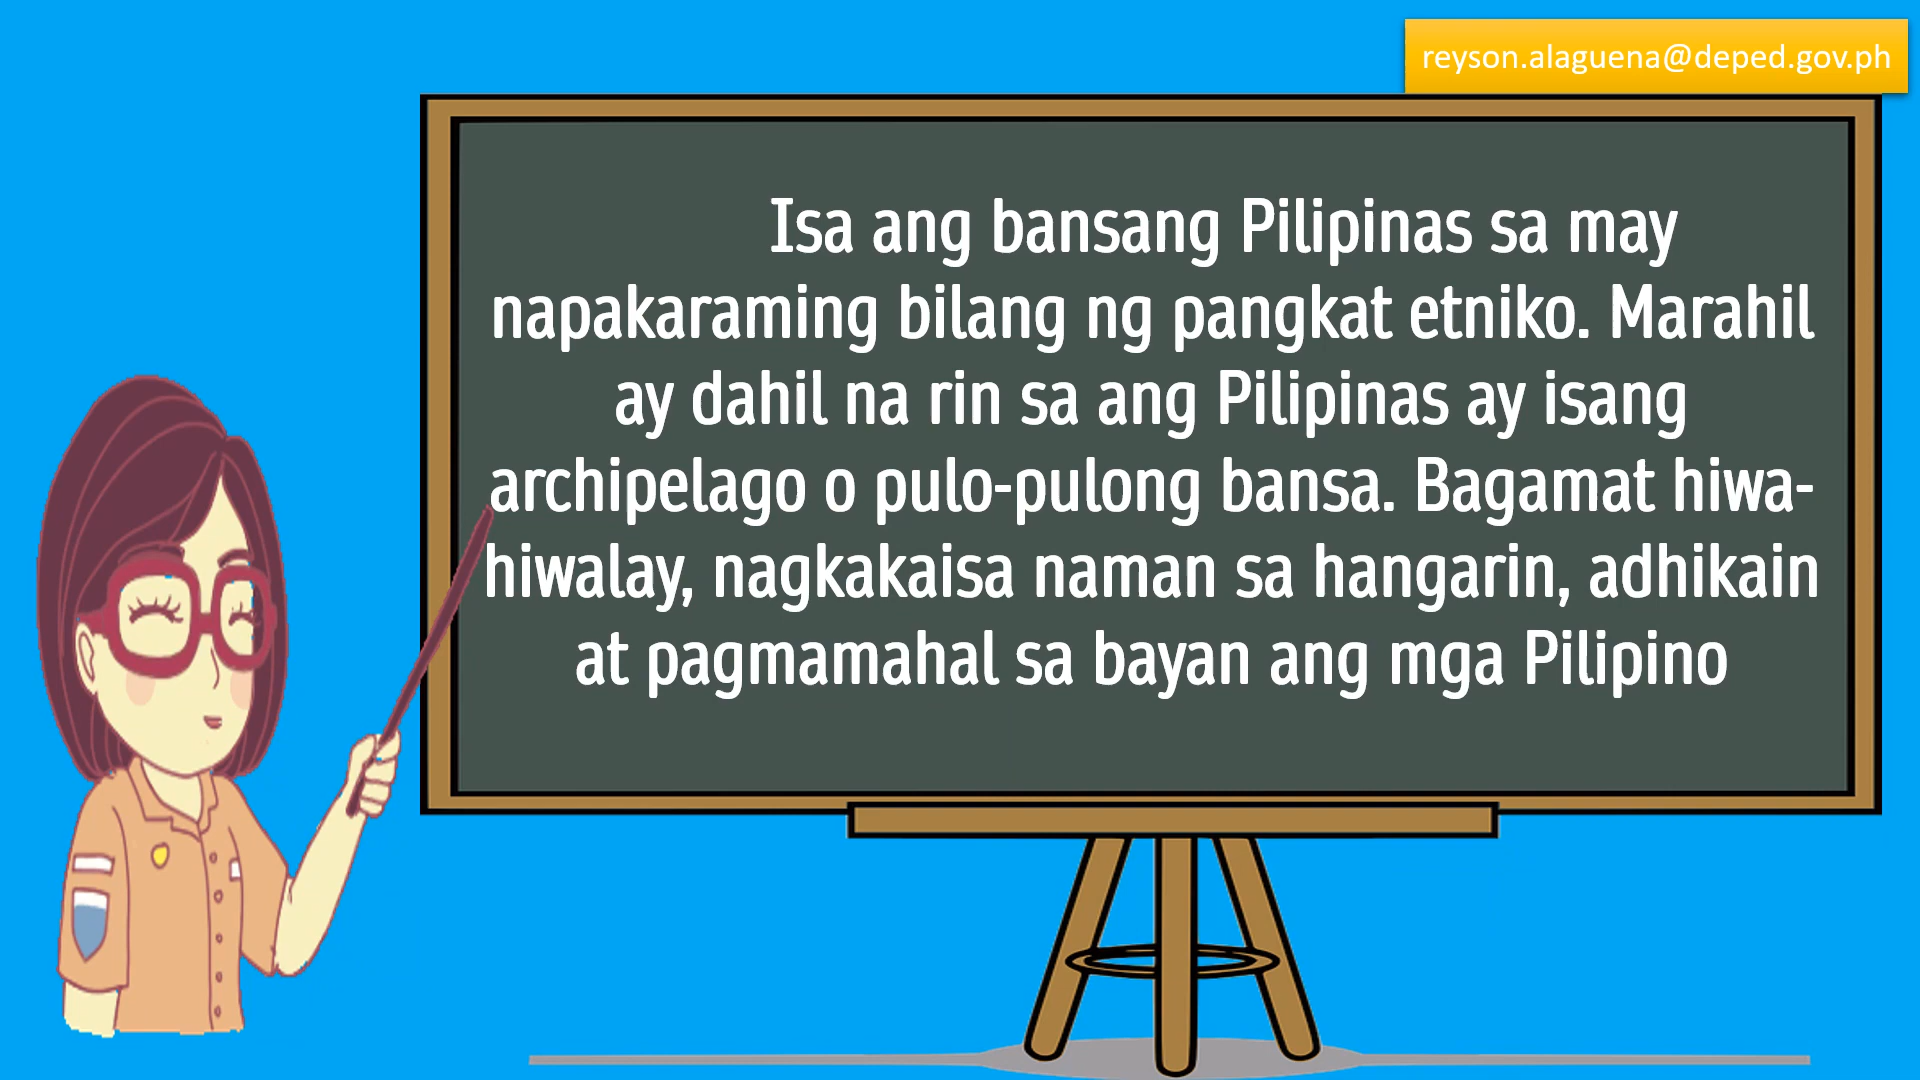 reyson.alaguena@deped.gov.ph
Isa ang bansang Pilipinas sa may
napakaraming bilang ng pangkat etniko. Marahil
ay dahil na rin sa ang Pilipinas ay isang
archipelago o pulo-pulong bansa. Bagamat hiwa-
hiwalay, nagkakaisa naman sa hangarin, adhikain
at pagmamahal sa bayan ang mga Pilipino